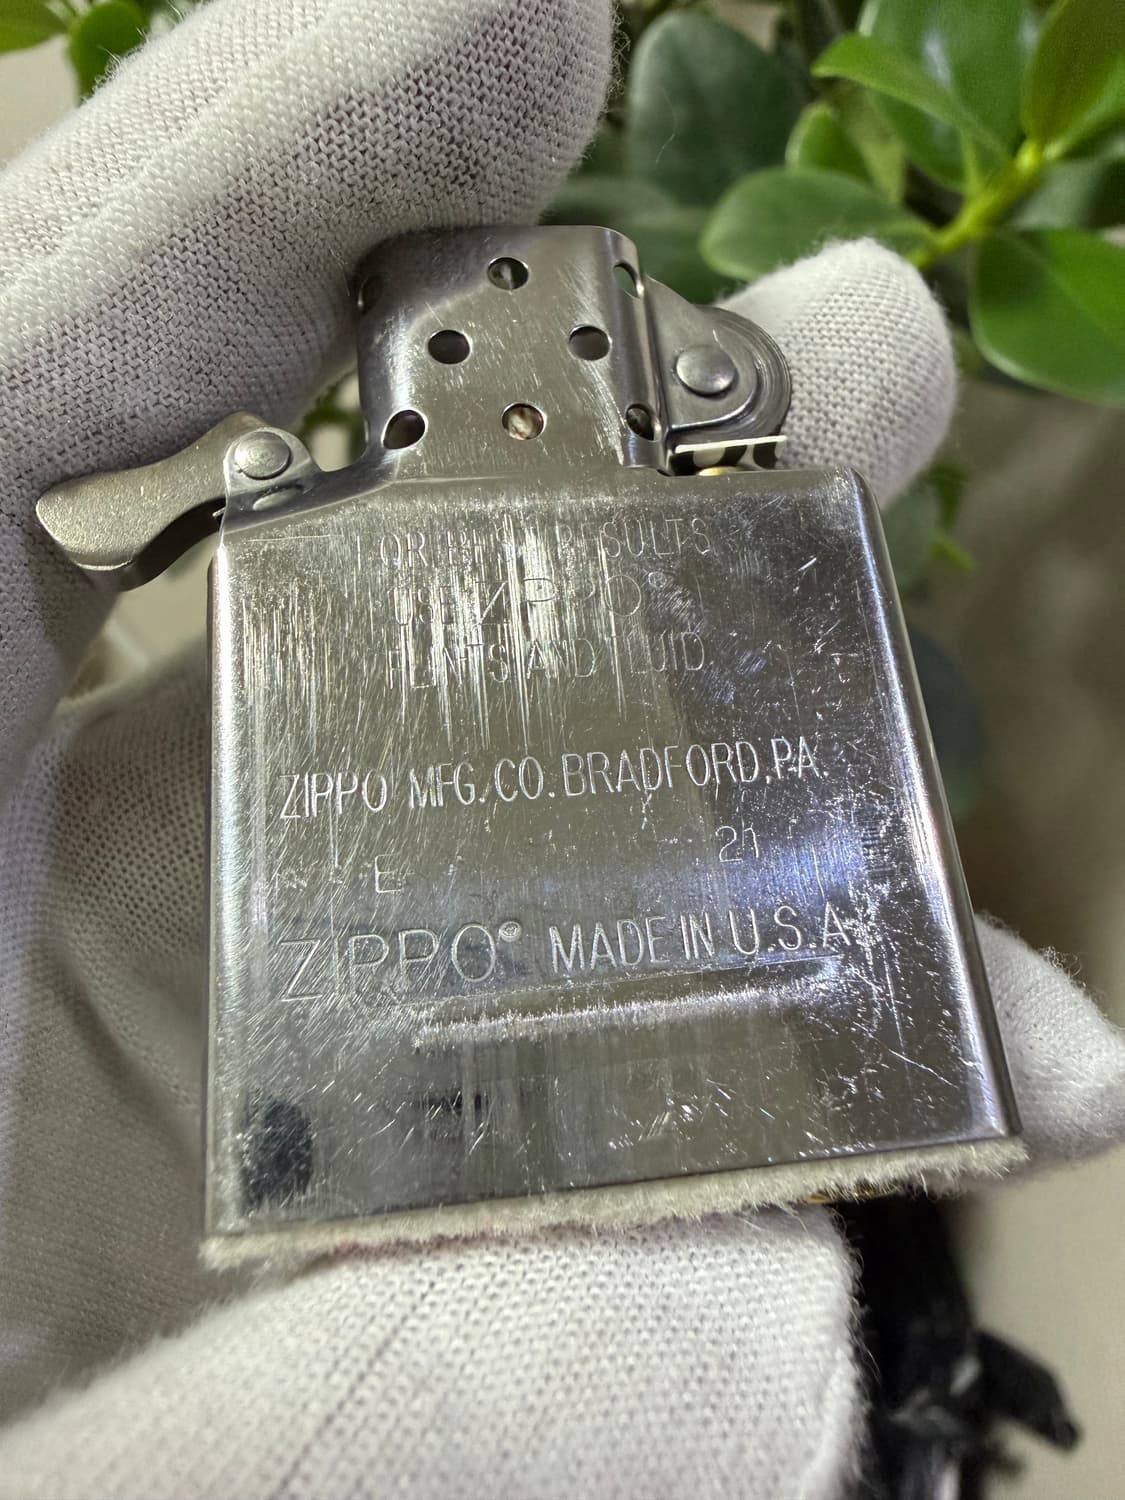 FOR BEST RESULTS
USE ZIPPO®
FLINTS AND FLUID
ZIPPO MFG. CO. BRADFORD, PA.
E 21
ZIPPO® MADE IN U.S.A.